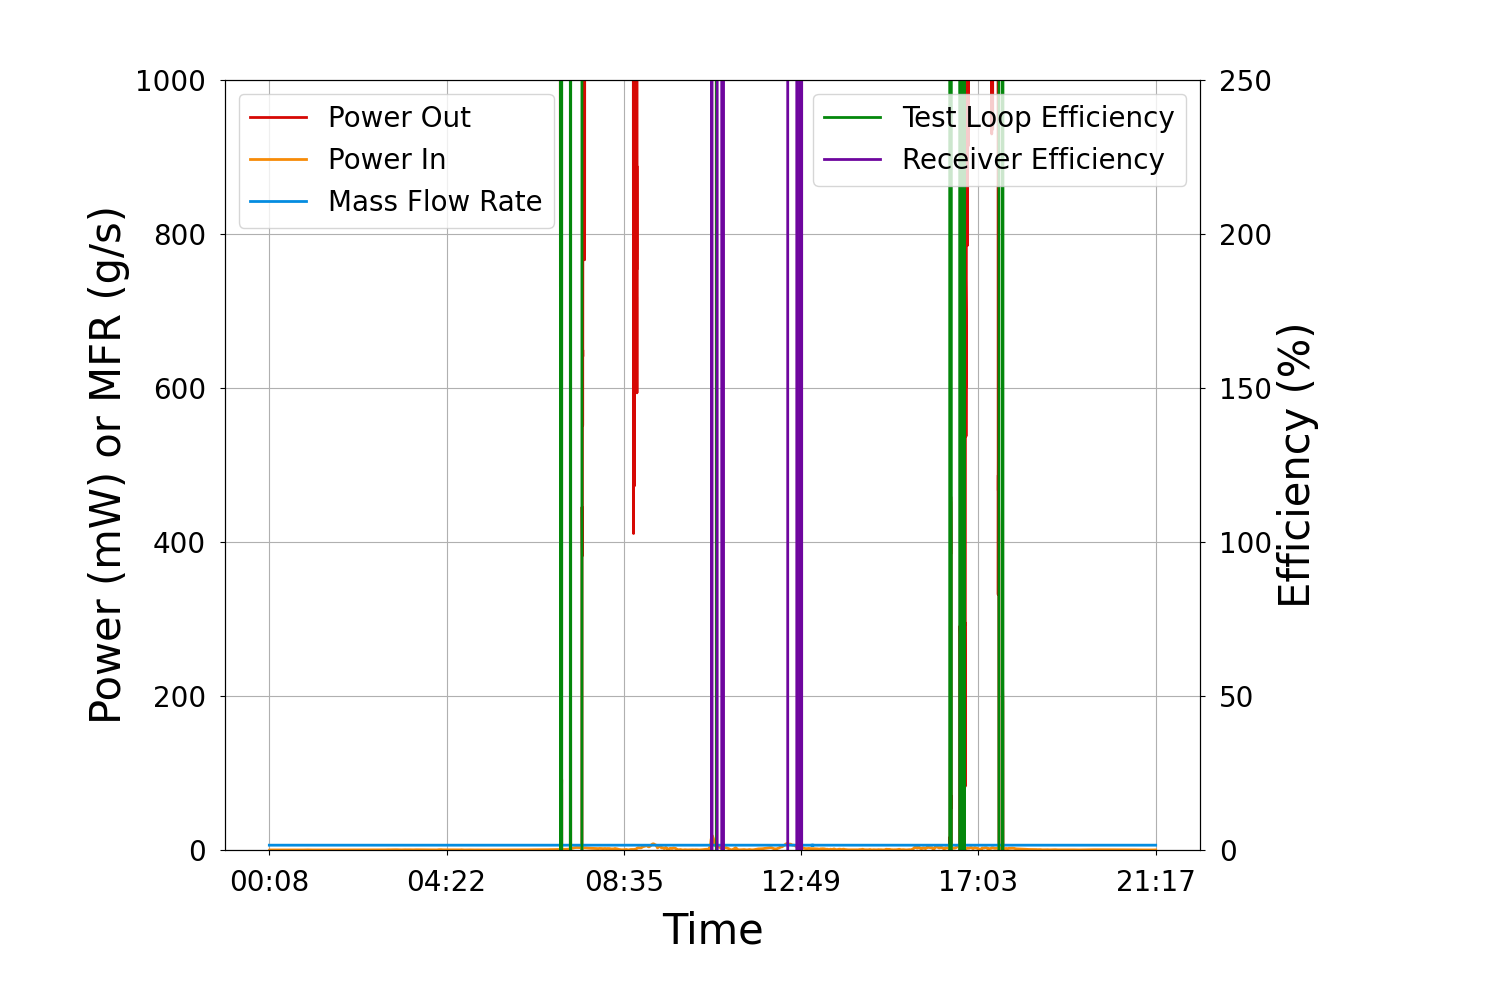 1000
800
600
400
200
0
Power (mW) or MFR (g/s)
Power Out
Power In
Mass Flow Rate
Test Loop Efficiency
Receiver Efficiency
250
200
150
100
50
0
Efficiency (%)
00:08 04:22 08:35 12:49 17:03 21:17
Time